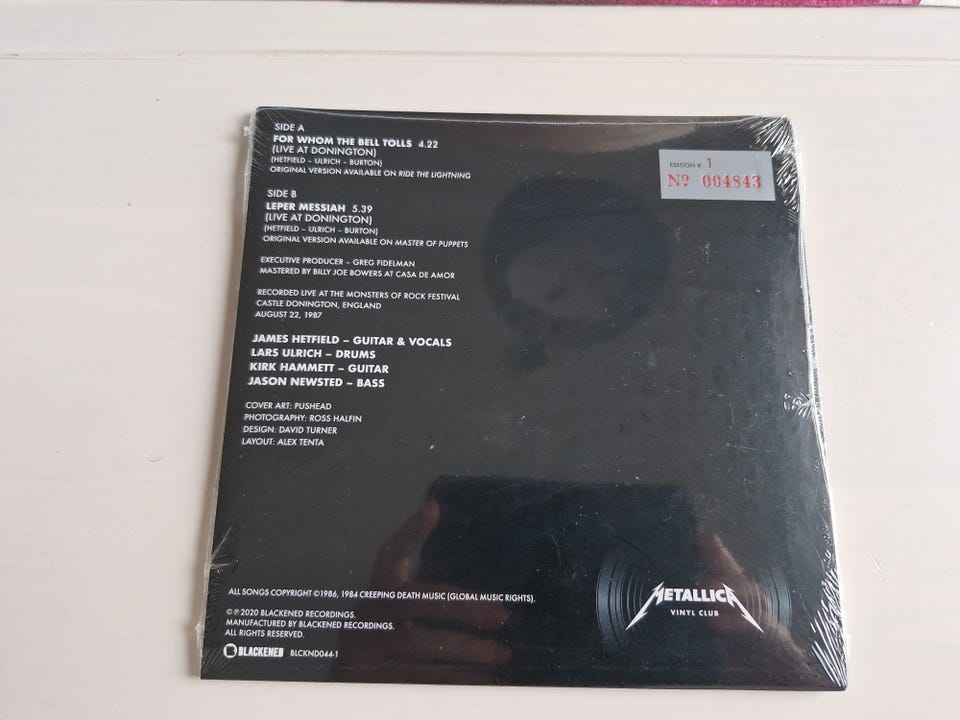 SIDE A
FOR WHOM THE BELL TOLLS 4.22
(LIVE AT DONINGTON)
(HETFIELD – ULRICH – BURTON)
ORIGINAL VERSION AVAILABLE ON RIDE THE LIGHTNING
SIDE B
LEPER MESSIAH 5.39
(LIVE AT DONINGTON)
(HETFIELD – ULRICH – BURTON)
ORIGINAL VERSION AVAILABLE ON MASTER OF PUPPETS
EXECUTIVE PRODUCER – GREG FIDELMAN
MASTERED BY BILLY JOE BOWERS AT CASA DE AMOR
RECORDED LIVE AT THE MONSTERS OF ROCK FESTIVAL
CASTLE DONINGTON, ENGLAND
AUGUST 22, 1987
JAMES HETFIELD – GUITAR & VOCALS
LARS ULRICH – DRUMS
KIRK HAMMETT – GUITAR
JASON NEWSTED – BASS
COVER ART: PUSHEAD
PHOTOGRAPHY: ROSS HALFIN
DESIGN: DAVID TURNER
LAYOUT: ALEX TENTA
EDITION # 1
Nº 004843
ALL SONGS COPYRIGHT ©1986, 1984 CREEPING DEATH MUSIC (GLOBAL MUSIC RIGHTS).
©℗ 2020 BLACKENED RECORDINGS.
MANUFACTURED BY BLACKENED RECORDINGS.
ALL RIGHTS RESERVED.
BLACKENED BLCKND044-1
METALLICA
VINYL CLUB